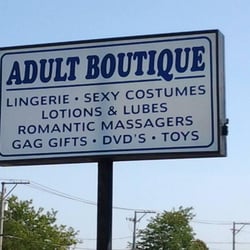 ADULT BOUTIQUE
LINGERIE • SEXY COSTUMES
LOTIONS & LUBES
ROMANTIC MASSAGERS
GAG GIFTS • DVD'S • TOYS